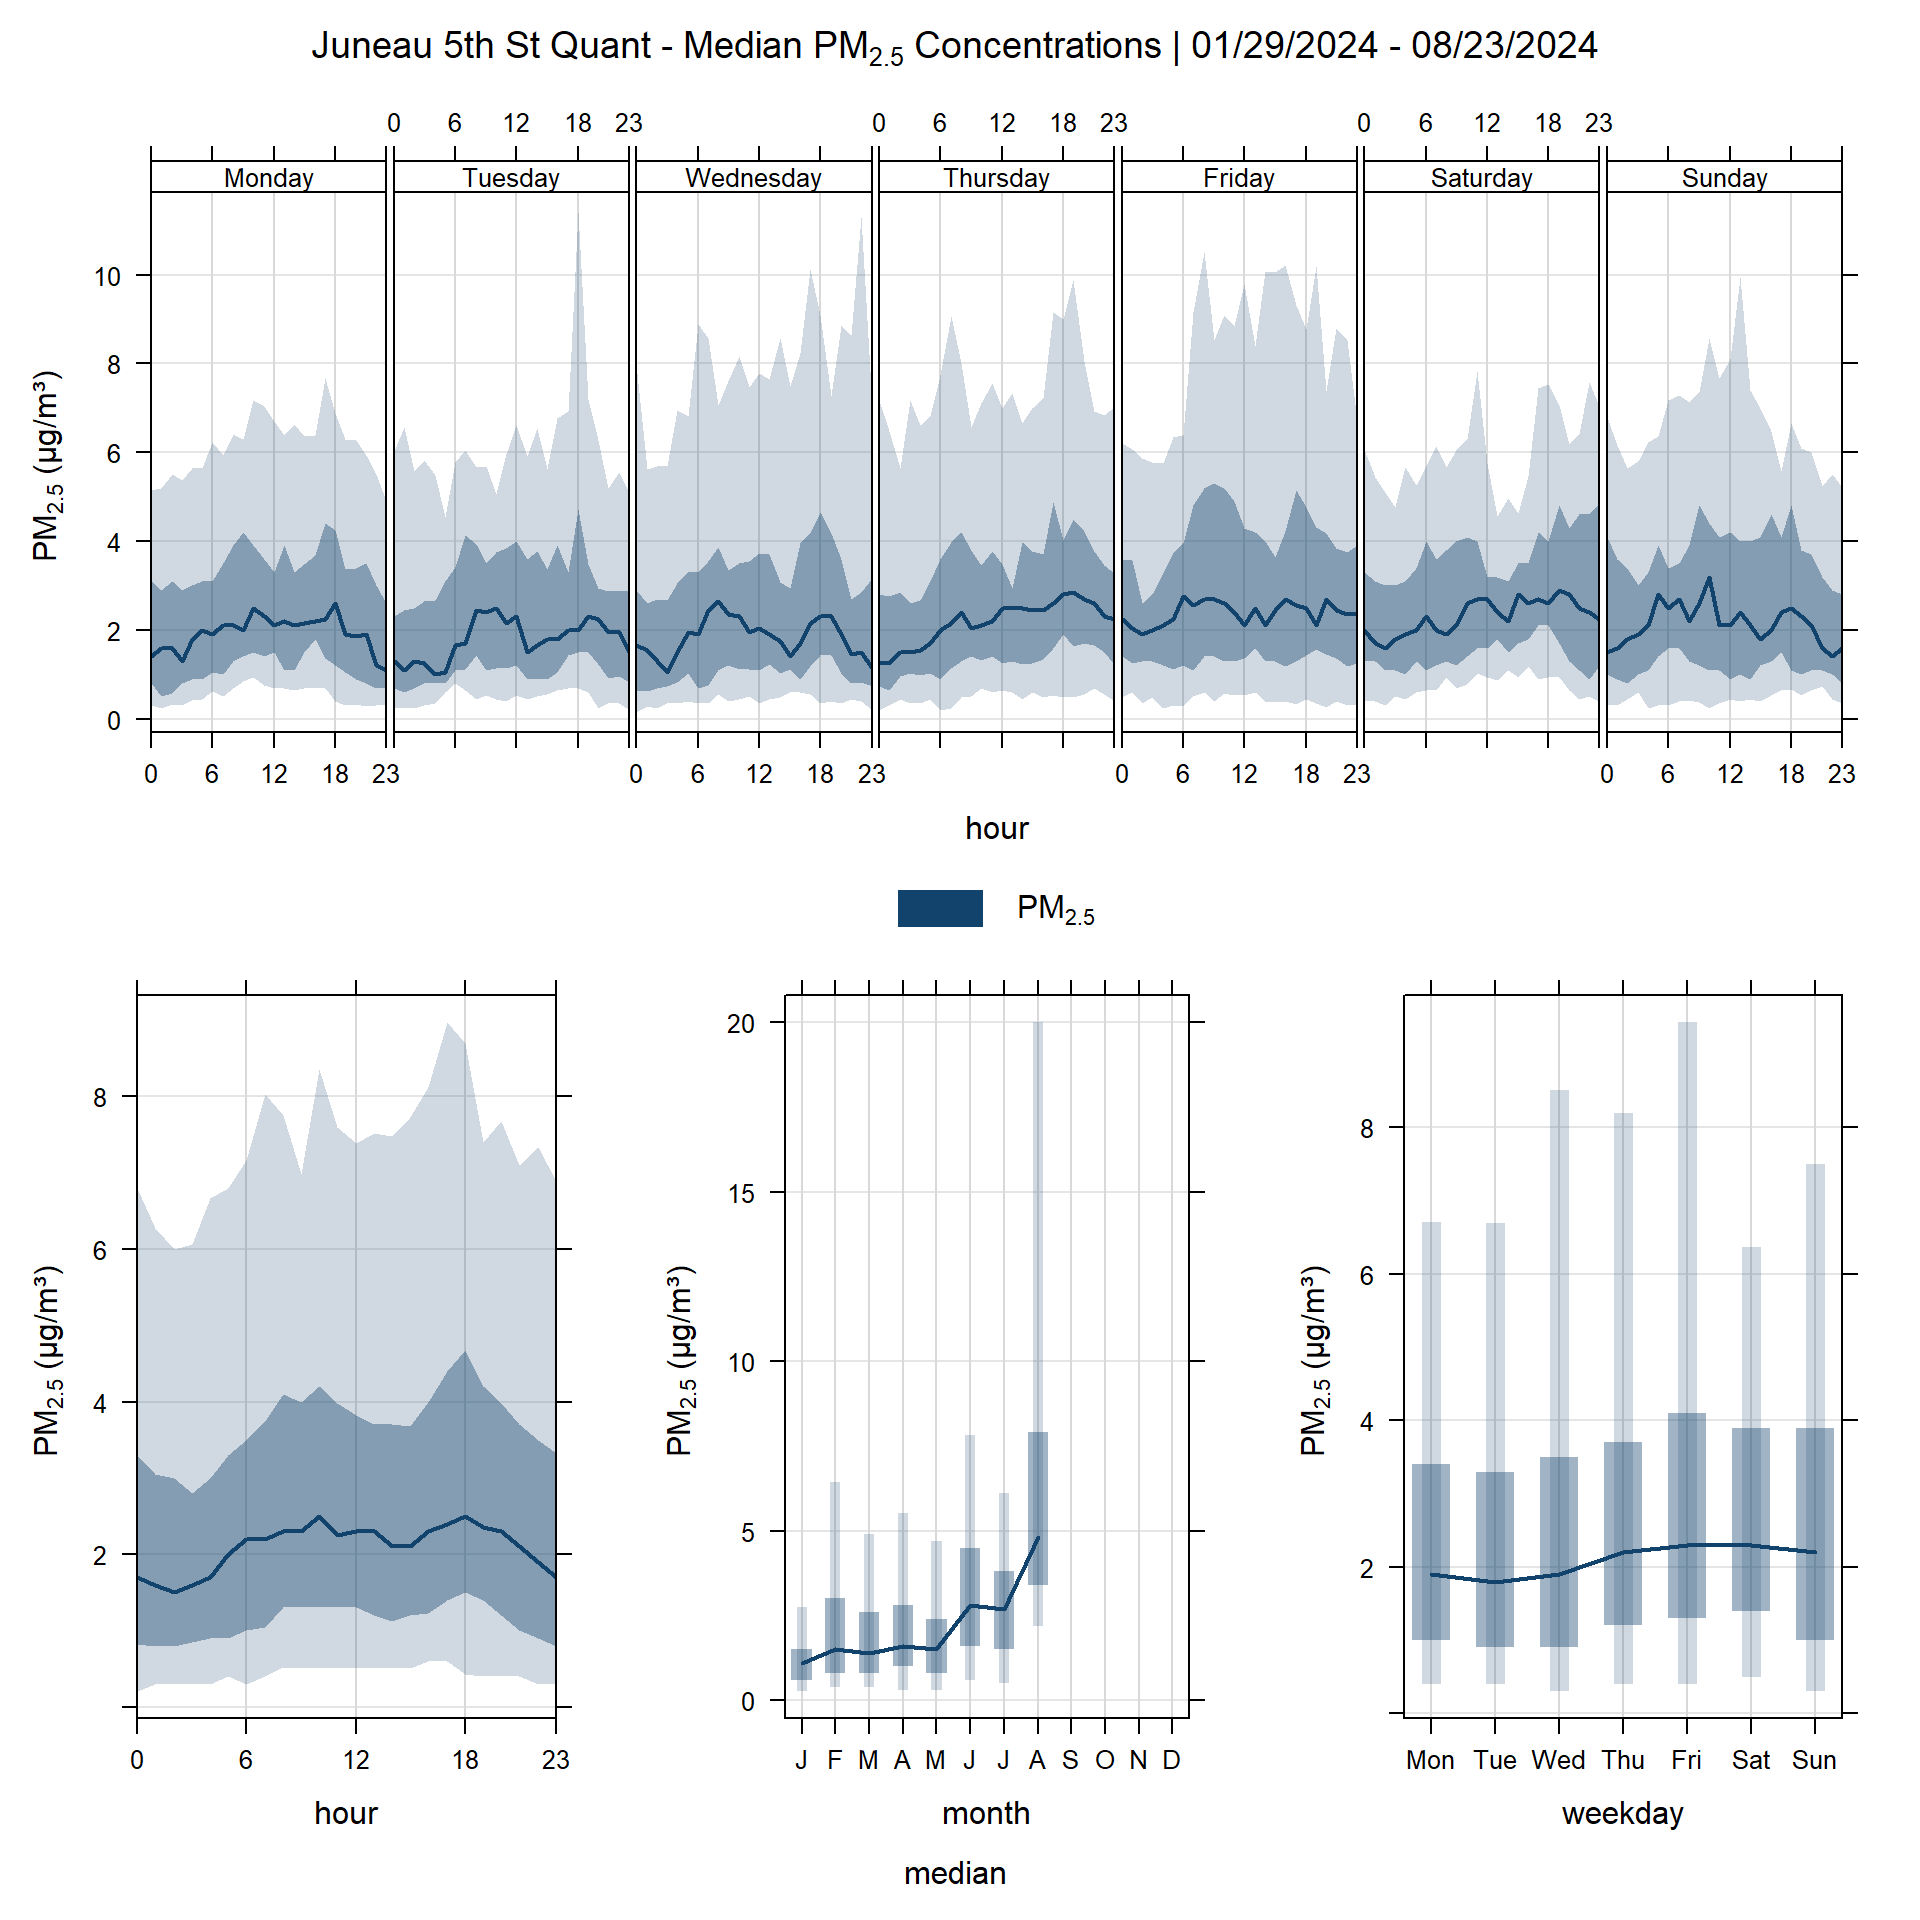 Juneau 5th St Quant - Median PM2.5 Concentrations | 01/29/2024 - 08/23/2024
0 6 12 18 23 0 6 12 18 23 0 6 12 18 23
Monday Tuesday Wednesday Thursday Friday Saturday Sunday
PM2.5 (µg/m³)
10
8
6
4
2
0
0 6 12 18 23 0 6 12 18 23 0 6 12 18 23 0 6 12 18 23
hour
PM2.5
PM2.5 (µg/m³)
8
6
4
2
0 6 12 18 23
hour
PM2.5 (µg/m³)
20
15
10
5
0
J F M A M J J A S O N D
month
PM2.5 (µg/m³)
8
6
4
2
Mon Tue Wed Thu Fri Sat Sun
weekday
median